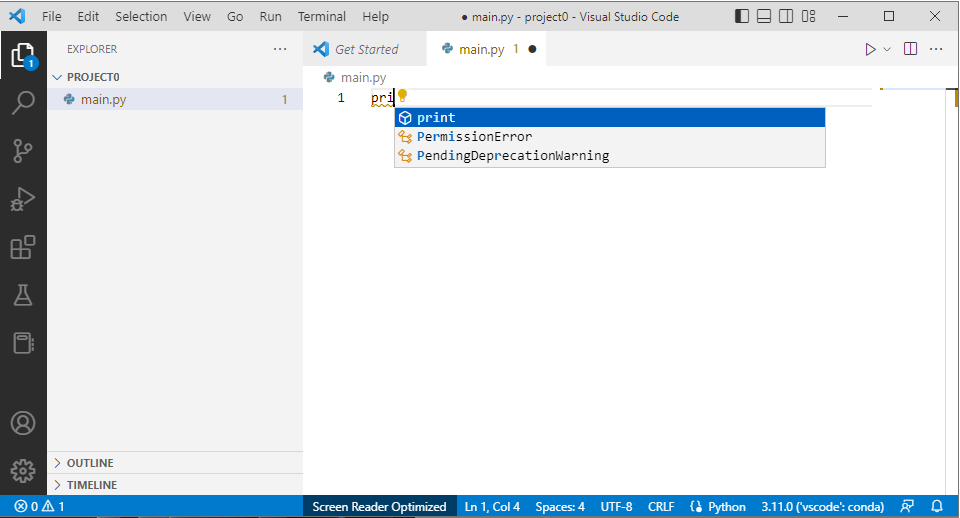 File Edit Selection View Go Run Terminal Help ● main.py - project0 - Visual Studio Code
EXPLORER ···
Get Started main.py 1 ●
PROJECT0
main.py 1
main.py
1 pri
print
PermissionError
PendingDeprecationWarning
1
OUTLINE
TIMELINE
0 1 Screen Reader Optimized Ln 1, Col 4 Spaces: 4 UTF-8 CRLF Python 3.11.0 ('vscode': conda)